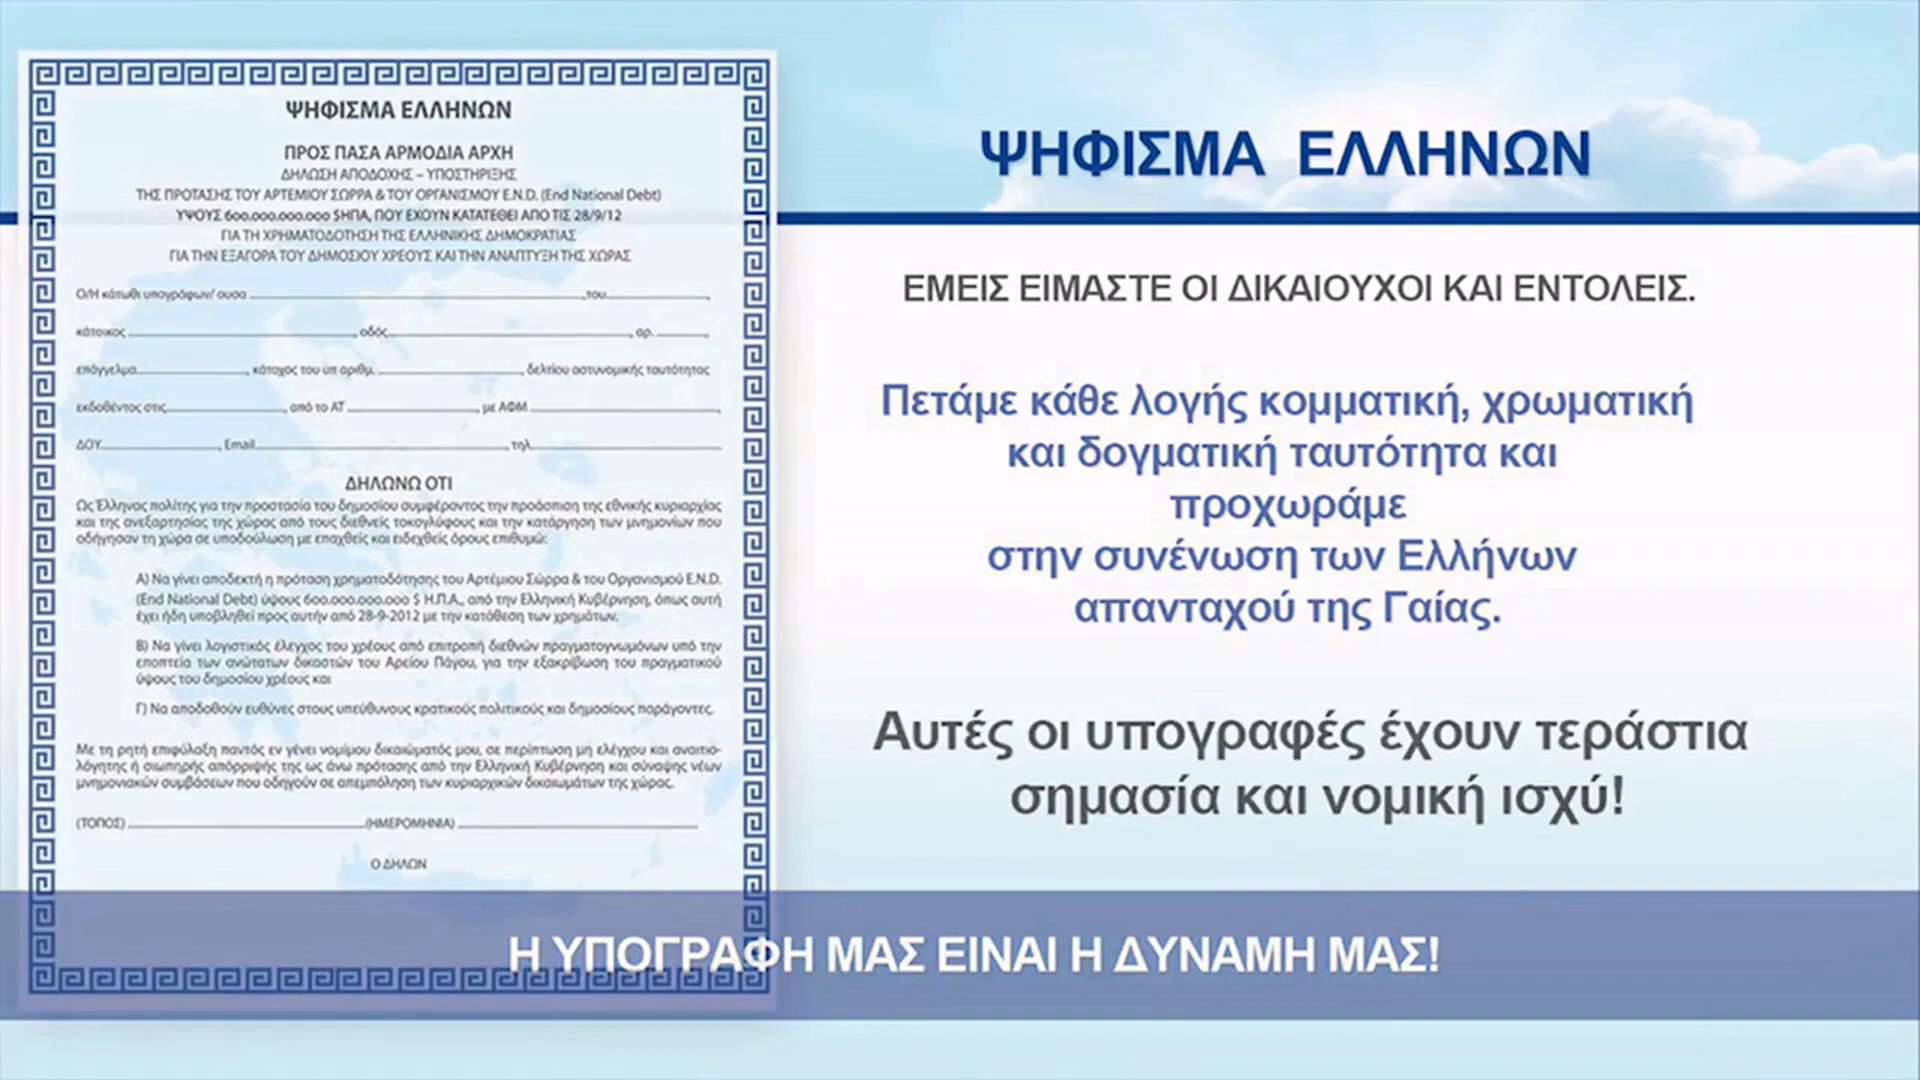 ΨΗΦΙΣΜΑ ΕΛΛΗΝΩΝ
ΠΡΟΣ ΠΑΣΑ ΑΡΜΟΔΙΑ ΑΡΧΗ
ΔΗΛΩΣΗ ΑΠΟΔΟΧΗΣ – ΥΠΟΣΤΗΡΙΞΗΣ
ΤΗΣ ΠΡΟΤΑΣΗΣ ΤΟΥ ΑΡΤΕΜΙΟΥ ΣΩΡΡΑ & ΤΟΥ ΟΡΓΑΝΙΣΜΟΥ E.N.D. (End National Debt)
ΥΨΟΥΣ 600.000.000.000 $ΗΠΑ, ΠΟΥ ΕΧΟΥΝ ΚΑΤΑΤΕΘΕΙ ΑΠΟ ΤΙΣ 28/9/12
ΓΙΑ ΤΗ ΧΡΗΜΑΤΟΔΟΤΗΣΗ ΤΗΣ ΕΛΛΗΝΙΚΗΣ ΔΗΜΟΚΡΑΤΙΑΣ
ΓΙΑ ΤΗΝ ΕΞΑΓΟΡΑ ΤΟΥ ΔΗΜΟΣΙΟΥ ΧΡΕΟΥΣ ΚΑΙ ΤΗΝ ΑΝΑΠΤΥΞΗ ΤΗΣ ΧΩΡΑΣ
Ο/Η κάτωθι υπογράφων/ ουσα ,του ,
κάτοικος , οδός , αρ. ,
επάγγελμα , κάτοχος του υπ αριθμ. , δελτίου αστυνομικής ταυτότητας
εκδοθέντος στις , από το ΑΤ , με ΑΦΜ ,
ΔΟΥ , Email , τηλ.
ΔΗΛΩΝΩ ΟΤΙ
Ως Έλληνας πολίτης για την προστασία του δημοσίου συμφέροντος την προάσπιση της εθνικής κυριαρχίας
και της ανεξαρτησίας της χώρας από τους διεθνείς τοκογλύφους και την κατάργηση των μνημονίων που
οδήγησαν τη χώρα σε υποδούλωση με επαχθείς και ειδεχθείς όρους επιθυμώ:
Α) Να γίνει αποδεκτή η πρόταση χρηματοδότησης του Αρτέμιου Σώρρα & του Οργανισμού E.N.D.
(End National Debt) ύψους 600.000.000.000 $ Η.Π.Α., από την Ελληνική Κυβέρνηση, όπως αυτή
έχει ήδη υποβληθεί προς αυτήν από 28-9-2012 με την κατάθεση των χρημάτων.
Β) Να γίνει λογιστικός έλεγχος του χρέους από επιτροπή διεθνών πραγματογνωμόνων υπό την
εποπτεία των ανώτατων δικαστών του Αρείου Πάγου, για την εξακρίβωση του πραγματικού
ύψους του δημοσίου χρέους και
Γ) Να αποδοθούν ευθύνες στους υπεύθυνους κρατικούς πολιτικούς και δημοσίους παράγοντες.
Με τη ρητή επιφύλαξη παντός εν γένει νομίμου δικαιώματός μου, σε περίπτωση μη ελέγχου και αναιτιο-
λόγητης ή σιωπηρής απόρριψής της ως άνω πρότασης από την Ελληνική Κυβέρνηση και σύναψης νέων
μνημονιακών συμβάσεων που οδηγούν σε απεμπόληση των κυριαρχικών δικαιωμάτων της χώρας.
(ΤΟΠΟΣ) (ΗΜΕΡΟΜΗΝΙΑ)
Ο ΔΗΛΩΝ
ΨΗΦΙΣΜΑ ΕΛΛΗΝΩΝ
ΕΜΕΙΣ ΕΙΜΑΣΤΕ ΟΙ ΔΙΚΑΙΟΥΧΟΙ ΚΑΙ ΕΝΤΟΛΕΙΣ.
Πετάμε κάθε λογής κομματική, χρωματική
και δογματική ταυτότητα και
προχωράμε
στην συνένωση των Ελλήνων
απανταχού της Γαίας.
Αυτές οι υπογραφές έχουν τεράστια
σημασία και νομική ισχύ!
Η ΥΠΟΓΡΑΦΗ ΜΑΣ ΕΙΝΑΙ Η ΔΥΝΑΜΗ ΜΑΣ!